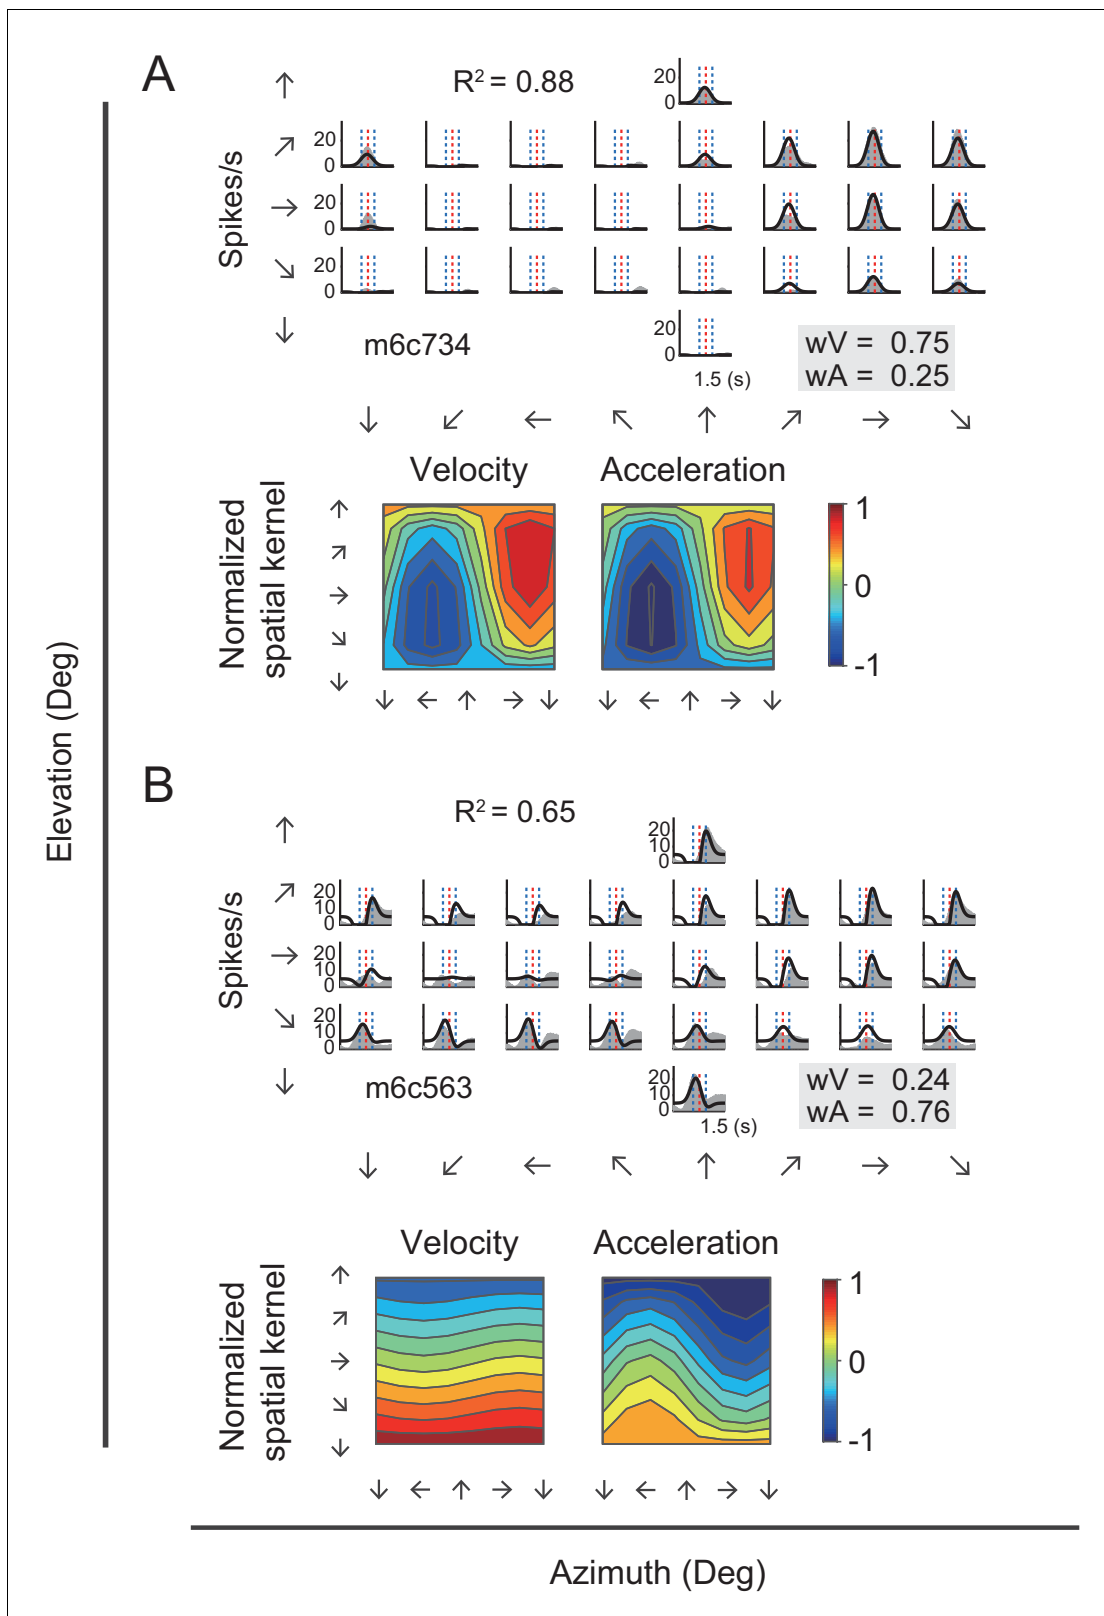 A
R² = 0.88
20
0
20
0
20
0
20
0
20
0
Spikes/s
m6c734
1.5 (s)
wV = 0.75
wA = 0.25
Velocity
Acceleration
Normalized
spatial kernel
1
0
-1
Elevation (Deg)
B
R² = 0.65
20
10
0
20
10
0
20
10
0
20
10
0
20
10
0
Spikes/s
m6c563
1.5 (s)
wV = 0.24
wA = 0.76
Velocity
Acceleration
Normalized
spatial kernel
1
0
-1
Azimuth (Deg)